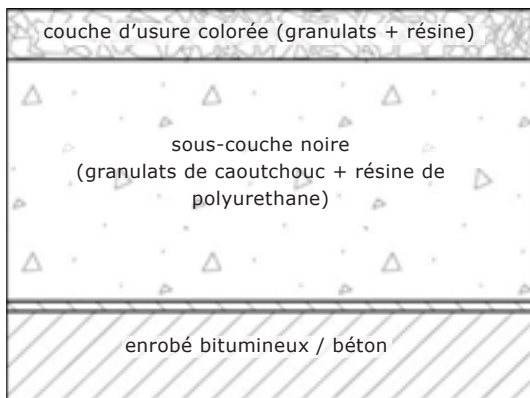 couche d'usure colorée (granulats + résine)
sous-couche noire
(granulats de caoutchouc + résine de
polyurethane)
enrobé bitumineux / béton